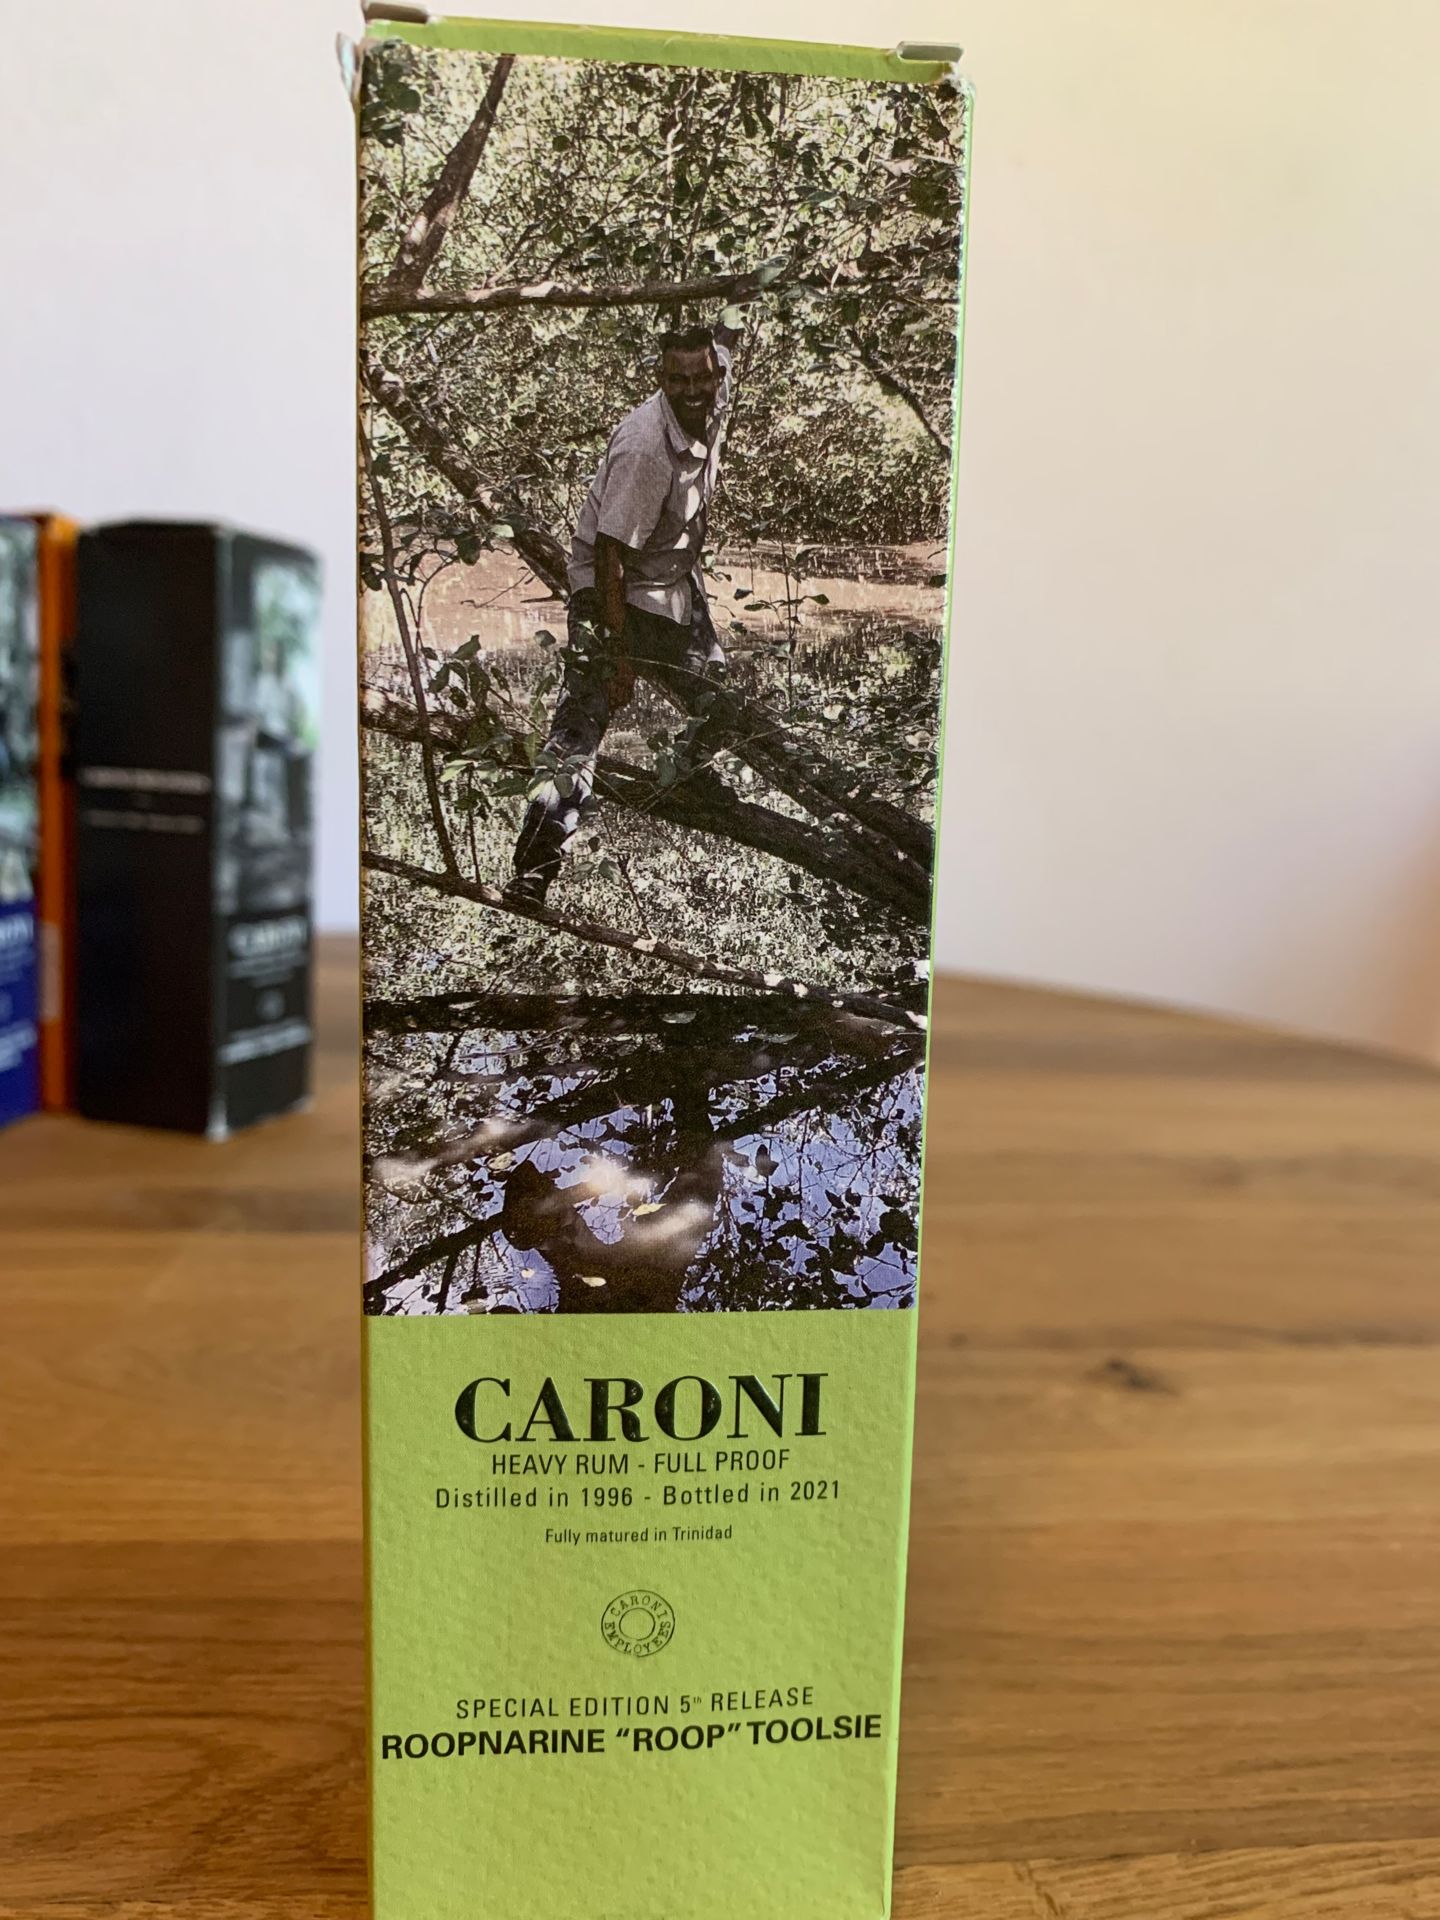 CARONI
HEAVY RUM - FULL PROOF
Distilled in 1996 - Bottled in 2021
Fully matured in Trinidad
CARONI
EMPLOYEES
SPECIAL EDITION 5th RELEASE
ROOPNARINE “ROOP” TOOLSIE
CARONI